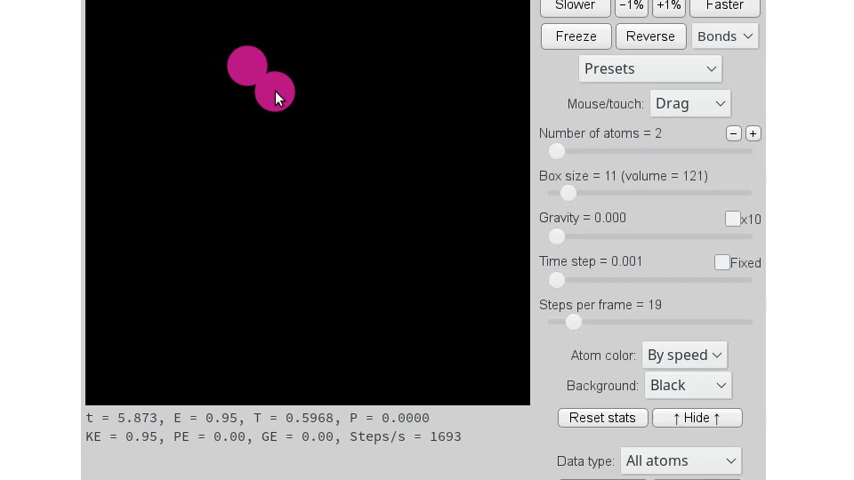 Slower −1% +1% Faster
Freeze Reverse Bonds
Presets
Mouse/touch: Drag
Number of atoms = 2 − +
Box size = 11 (volume = 121)
Gravity = 0.000 x10
Time step = 0.001 Fixed
Steps per frame = 19
Atom color: By speed
Background: Black
Reset stats ↑ Hide ↑
Data type: All atoms
t = 5.873, E = 0.95, T = 0.5968, P = 0.0000
KE = 0.95, PE = 0.00, GE = 0.00, Steps/s = 1693